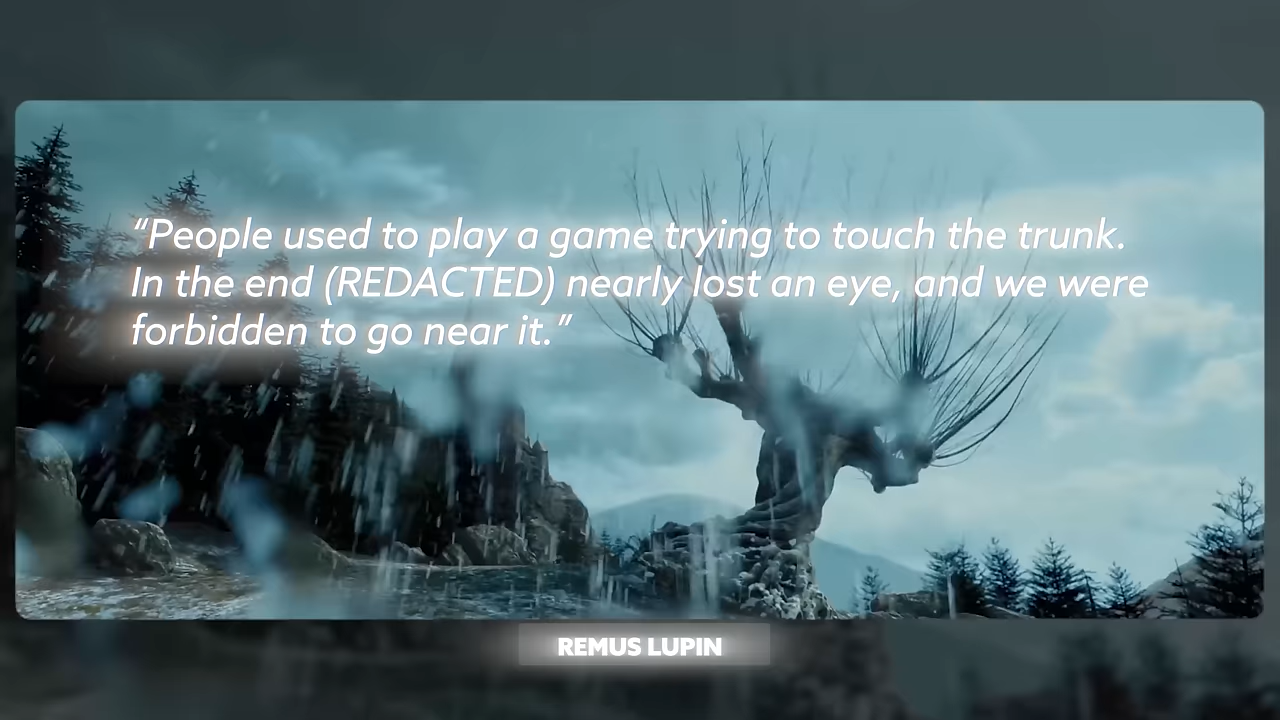 “People used to play a game trying to touch the trunk.
In the end (REDACTED) nearly lost an eye, and we were
forbidden to go near it.”
REMUS LUPIN